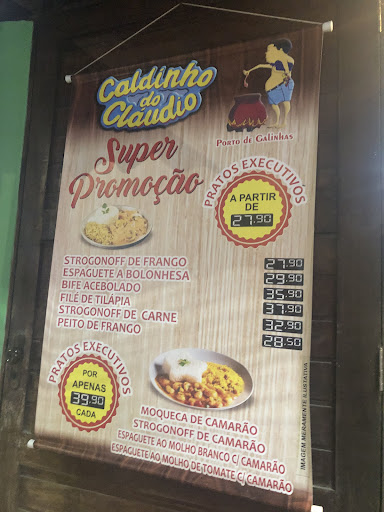 Caldinho
do
Claudio
Porto de Galinhas
Super
Promoção
PRATOS EXECUTIVOS
A PARTIR
DE
27,90
STROGONOFF DE FRANGO 27,90
ESPAGUETE A BOLONHESA 29,90
BIFE ACEBOLADO 35,90
FILÉ DE TILÁPIA 37,90
STROGONOFF DE CARNE 32,90
PEITO DE FRANGO 28,50
PRATOS EXECUTIVOS
POR
APENAS
39,90
CADA
MOQUECA DE CAMARÃO
STROGONOFF DE CAMARÃO
ESPAGUETE AO MOLHO BRANCO C/ CAMARÃO
ESPAGUETE AO MOLHO DE TOMATE C/ CAMARÃO
IMAGEM MERAMENTE ILUSTRATIVA